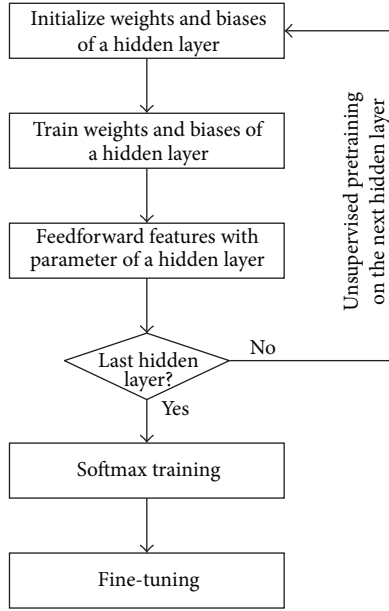 Initialize weights and biases
of a hidden layer
Train weights and biases of
a hidden layer
Feedforward features with
parameter of a hidden layer
Last hidden
layer?
No
Yes
Unsupervised pretraining
on the next hidden layer
Softmax training
Fine-tuning